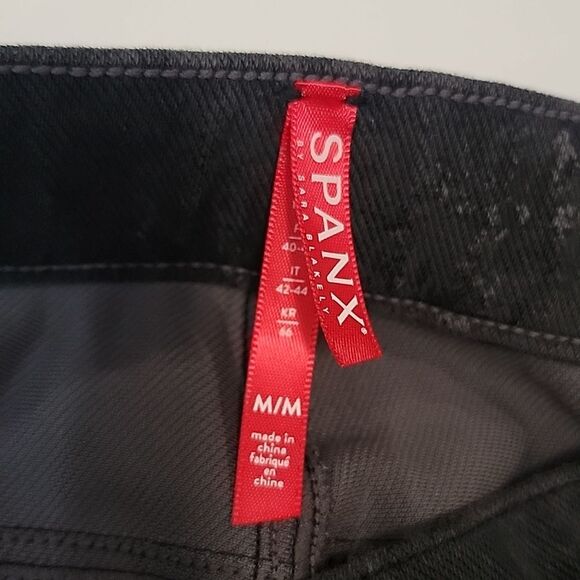 SPANX®
BY SARA BLAKELY
40-
IT
42-44
KR
66
M/M
made in
china
fabriqué
en
chine